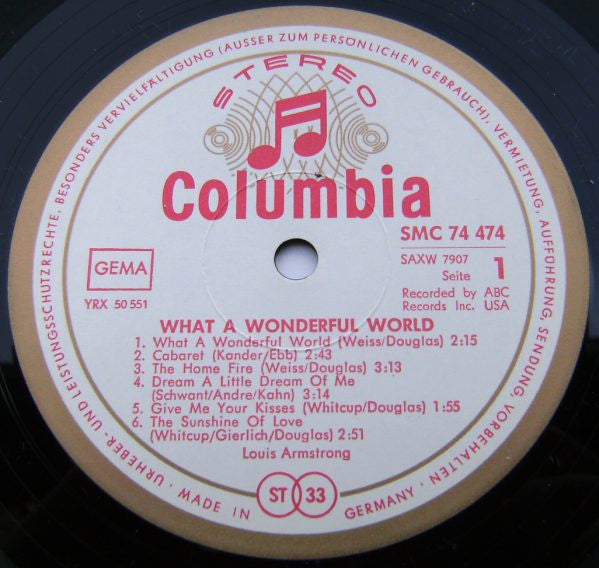 URHEBER- UND LEISTUNGSSCHUTZRECHTE, BESONDERS VERVIELFÄLTIGUNG (AUSSER ZUM PERSÖNLICHEN GEBRAUCH), VERMIETUNG, AUFFÜHRUNG, SENDUNG, VORBEHALTEN ·
STEREO
Columbia
SMC 74 474
GEMA
SAXW 7907
Seite 1
YRX 50 551
Recorded by ABC
Records Inc. USA
WHAT A WONDERFUL WORLD
1. What A Wonderful World (Weiss/Douglas) 2:15
2. Cabaret (Kander/Ebb) 2:43
3. The Home Fire (Weiss/Douglas) 3:13
4. Dream A Little Dream Of Me
(Schwant/Andre/Kahn) 3:14
5. Give Me Your Kisses (Whitcup/Douglas) 1:55
6. The Sunshine Of Love
(Whitcup/Gierlich/Douglas) 2:51
Louis Armstrong
ST 33
MADE IN GERMANY ·